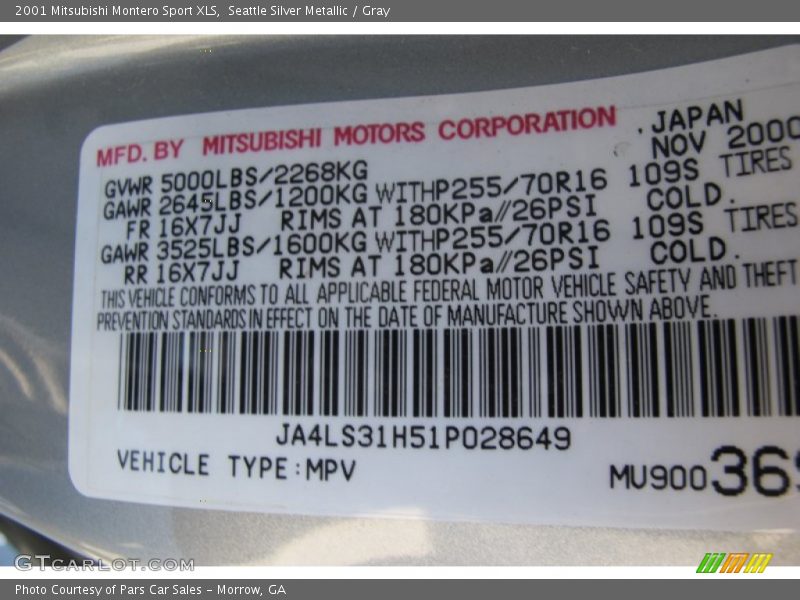 2001 Mitsubishi Montero Sport XLS, Seattle Silver Metallic / Gray
MFD. BY MITSUBISHI MOTORS CORPORATION .JAPAN
NOV 2000
GVWR 5000LBS/2268KG
GAWR 2645LBS/1200KG WITHP255/70R16 109S TIRES
FR 16X7JJ RIMS AT 180KPa//26PSI COLD.
GAWR 3525LBS/1600KG WITHP255/70R16 109S TIRES
RR 16X7JJ RIMS AT 180KPa//26PSI COLD.
THIS VEHICLE CONFORMS TO ALL APPLICABLE FEDERAL MOTOR VEHICLE SAFETY AND THEFT
PREVENTION STANDARDS IN EFFECT ON THE DATE OF MANUFACTURE SHOWN ABOVE.
JA4LS31H51P028649
VEHICLE TYPE:MPV
MU900369
GTCARLOT.COM
Photo Courtesy of Pars Car Sales - Morrow, GA